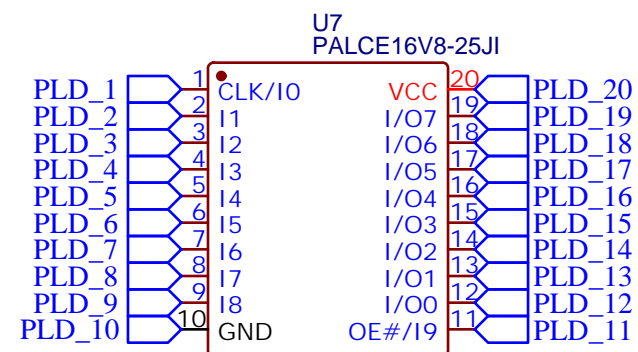 U7
PALCE16V8-25JI
PLD_1 1 CLK/I0 VCC 20 PLD_20
PLD_2 2 I1 I/O7 19 PLD_19
PLD_3 3 I2 I/O6 18 PLD_18
PLD_4 4 I3 I/O5 17 PLD_17
PLD_5 5 I4 I/O4 16 PLD_16
PLD_6 6 I5 I/O3 15 PLD_15
PLD_7 7 I6 I/O2 14 PLD_14
PLD_8 8 I7 I/O1 13 PLD_13
PLD_9 9 I8 I/O0 12 PLD_12
PLD_10 10 GND OE#/I9 11 PLD_11